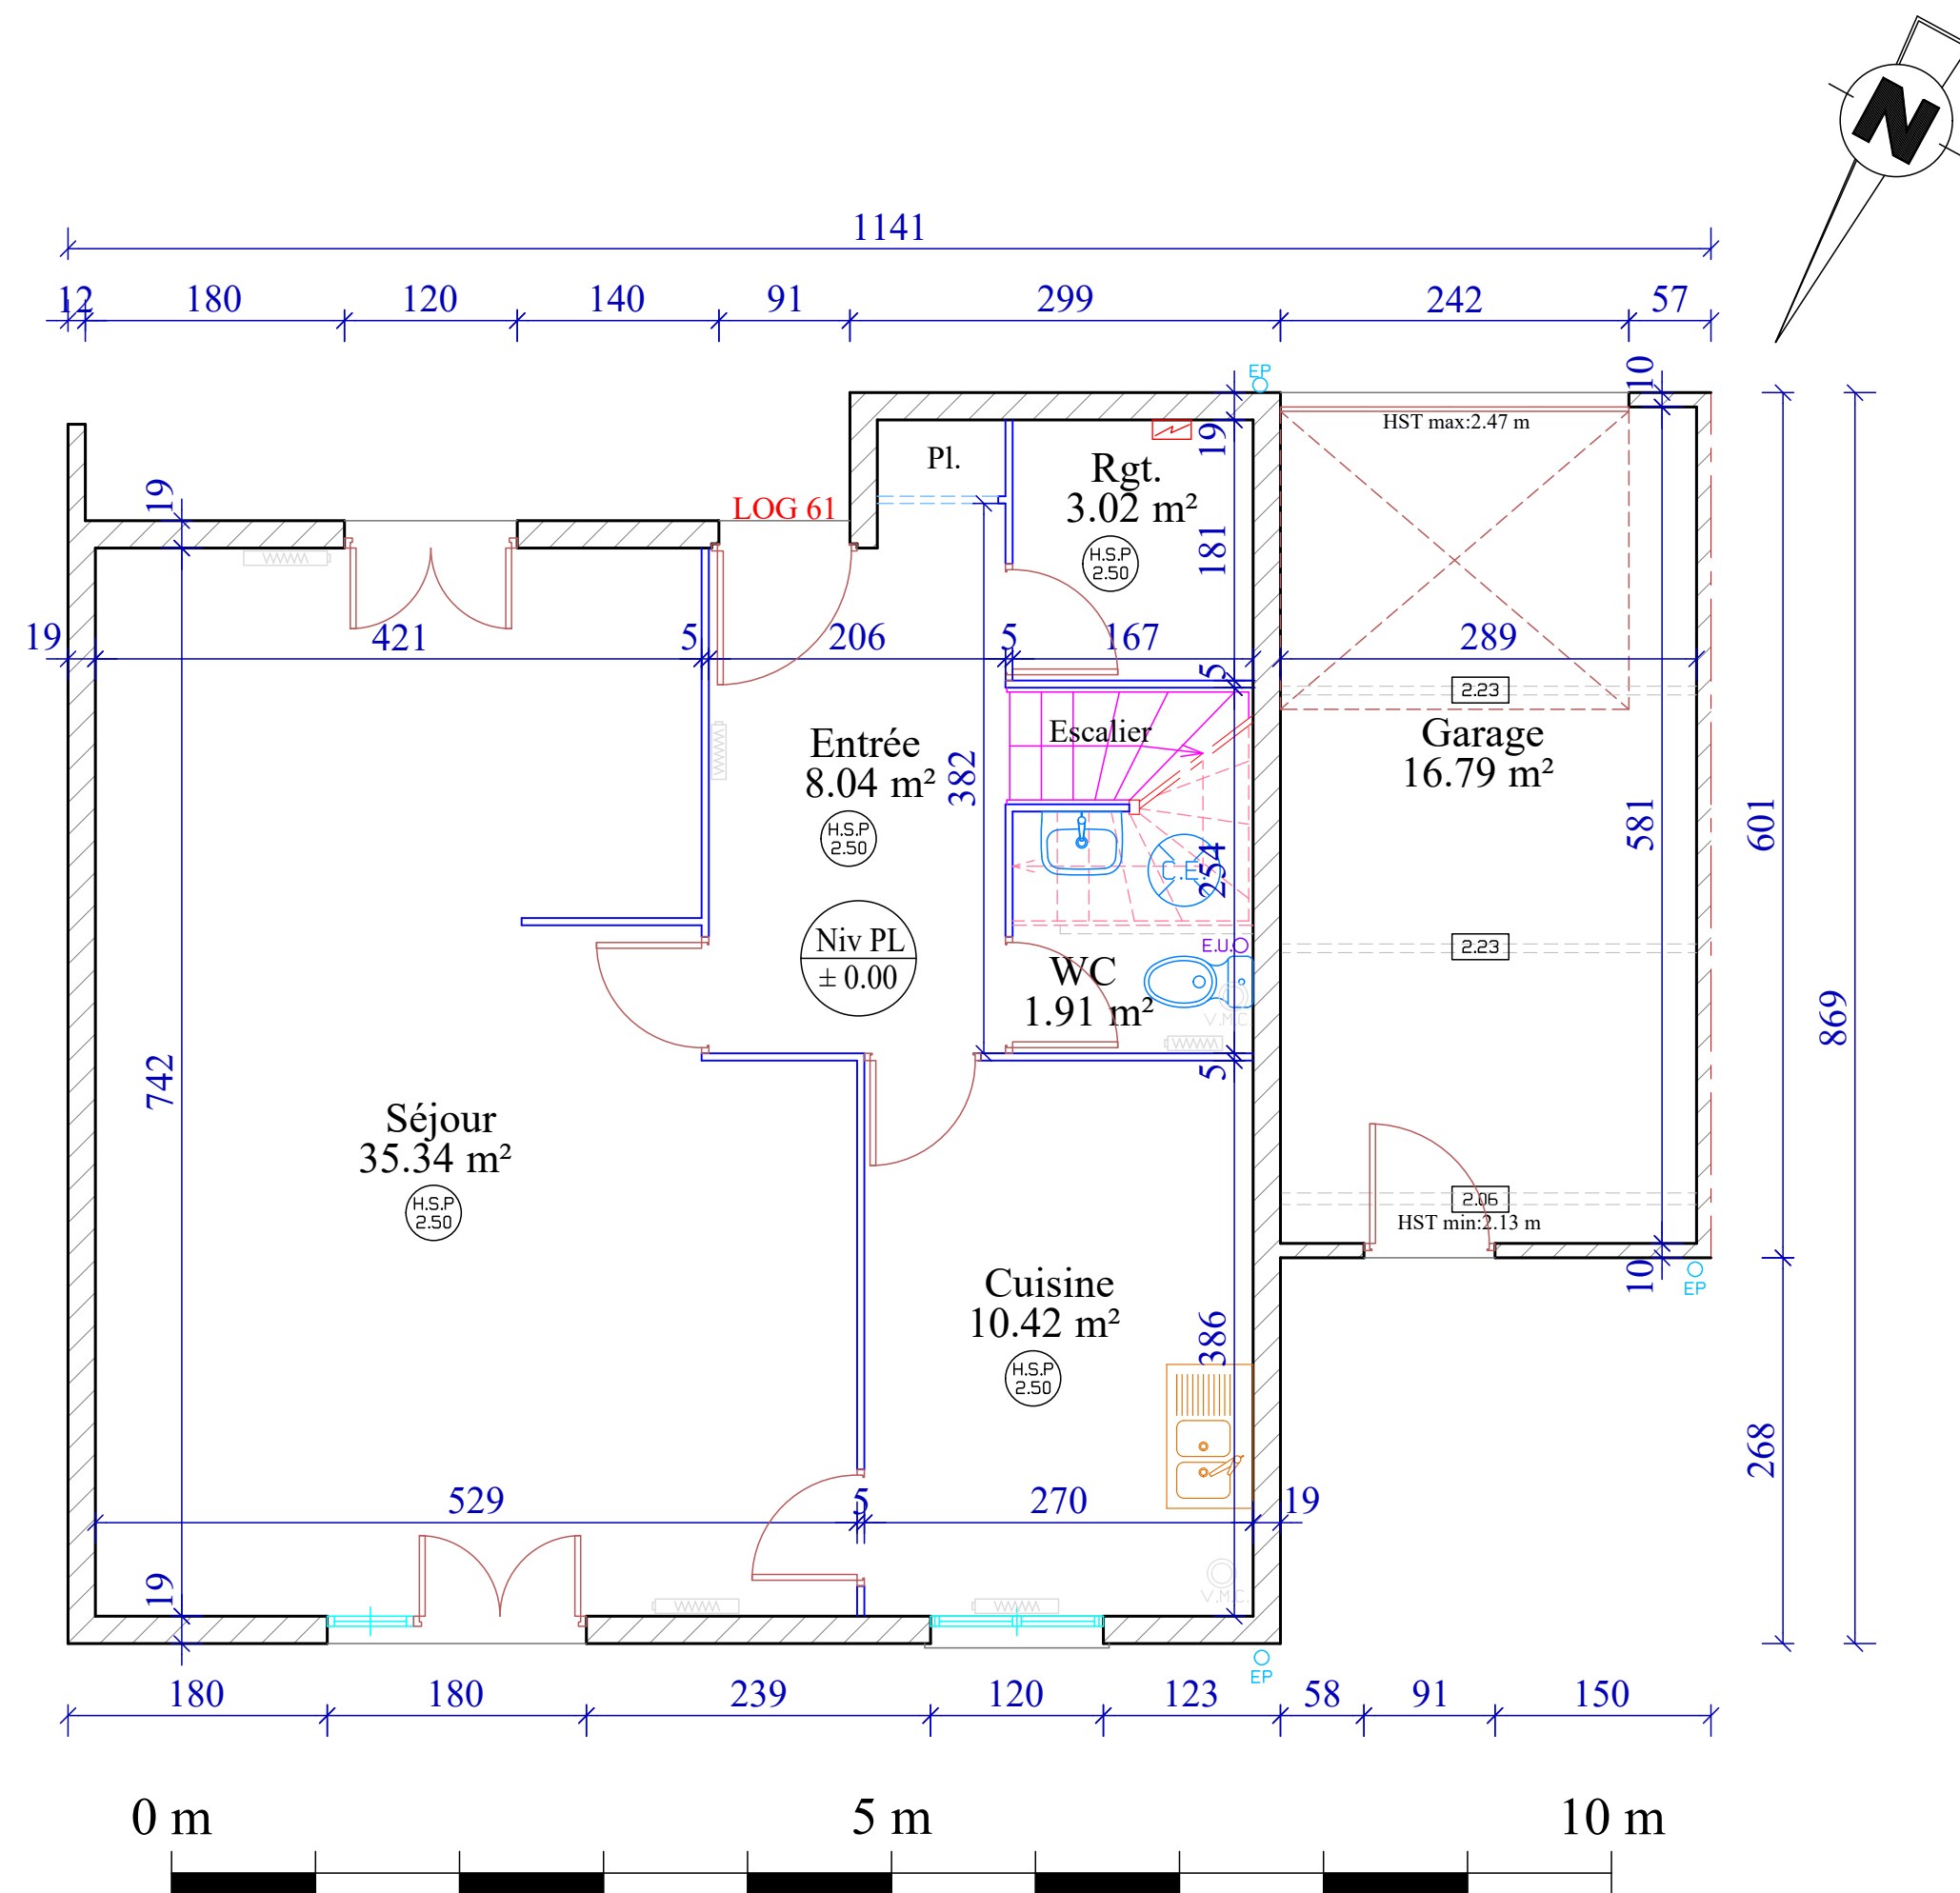 N
1141
12 180 120 140 91 299 242 57
EP
10
HST max:2.47 m
19
Pl.
Rgt.
3.02 m²
H.S.P
2.50
19
LOG 61
181
19 421 5 206 5 167 289
5
2.23
Escalier
Entrée
8.04 m²
H.S.P
2.50
382
Garage
16.79 m²
581
601
C.E.
254
Niv PL
± 0.00
2.23
E.U.
WC
1.91 m²
V.M.C
869
742
5
Séjour
35.34 m²
H.S.P
2.50
2.06
HST min:2.13 m
10
EP
Cuisine
10.42 m²
H.S.P
2.50
386
268
529 5 270 19
19
V.M.C.
EP
180 180 239 120 123 58 91 150
0 m 5 m 10 m